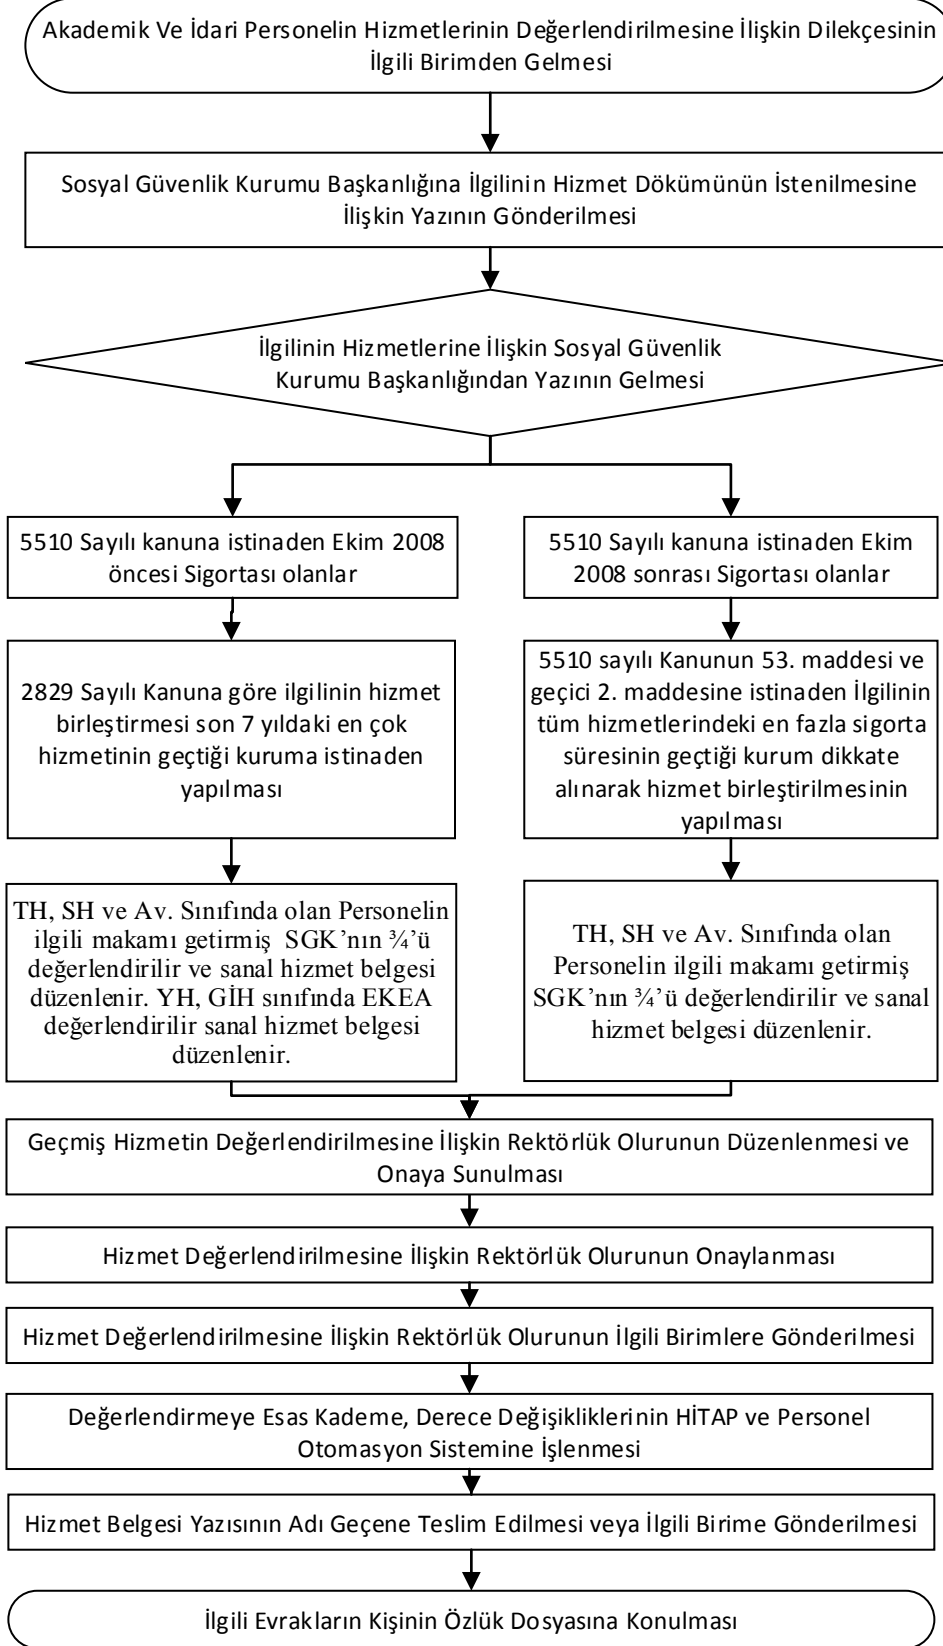 Akademik Ve İdari Personelin Hizmetlerinin Değerlendirilmesine İlişkin Dilekçesinin
İlgili Birimden Gelmesi
Sosyal Güvenlik Kurumu Başkanlığına İlgilinin Hizmet Dökümünün İstenilmesine
İlişkin Yazının Gönderilmesi
İlgilinin Hizmetlerine İlişkin Sosyal Güvenlik
Kurumu Başkanlığından Yazının Gelmesi
5510 Sayılı kanuna istinaden Ekim 2008
öncesi Sigortası olanlar
5510 Sayılı kanuna istinaden Ekim
2008 sonrası Sigortası olanlar
2829 Sayılı Kanuna göre ilgilinin hizmet
birleştirmesi son 7 yıldaki en çok
hizmetinin geçtiği kuruma istinaden
yapılması
5510 sayılı Kanunun 53. maddesi ve
geçici 2. maddesine istinaden İlgilinin
tüm hizmetlerindeki en fazla sigorta
süresinin geçtiği kurum dikkate
alınarak hizmet birleştirilmesinin
yapılması
TH, SH ve Av. Sınıfında olan Personelin
ilgili makamı getirmiş SGK’nın ¾’ü
değerlendirilir ve sanal hizmet belgesi
düzenlenir. YH, GİH sınıfında EKEA
değerlendirilir sanal hizmet belgesi
düzenlenir.
TH, SH ve Av. Sınıfında olan
Personelin ilgili makamı getirmiş
SGK’nın ¾’ü değerlendirilir ve sanal
hizmet belgesi düzenlenir.
Geçmiş Hizmetin Değerlendirilmesine İlişkin Rektörlük Olurunun Düzenlenmesi ve
Onaya Sunulması
Hizmet Değerlendirilmesine İlişkin Rektörlük Olurunun Onaylanması
Hizmet Değerlendirilmesine İlişkin Rektörlük Olurunun İlgili Birimlere Gönderilmesi
Değerlendirmeye Esas Kademe, Derece Değişikliklerinin HİTAP ve Personel
Otomasyon Sistemine İşlenmesi
Hizmet Belgesi Yazısının Adı Geçene Teslim Edilmesi veya İlgili Birime Gönderilmesi
İlgili Evrakların Kişinin Özlük Dosyasına Konulması